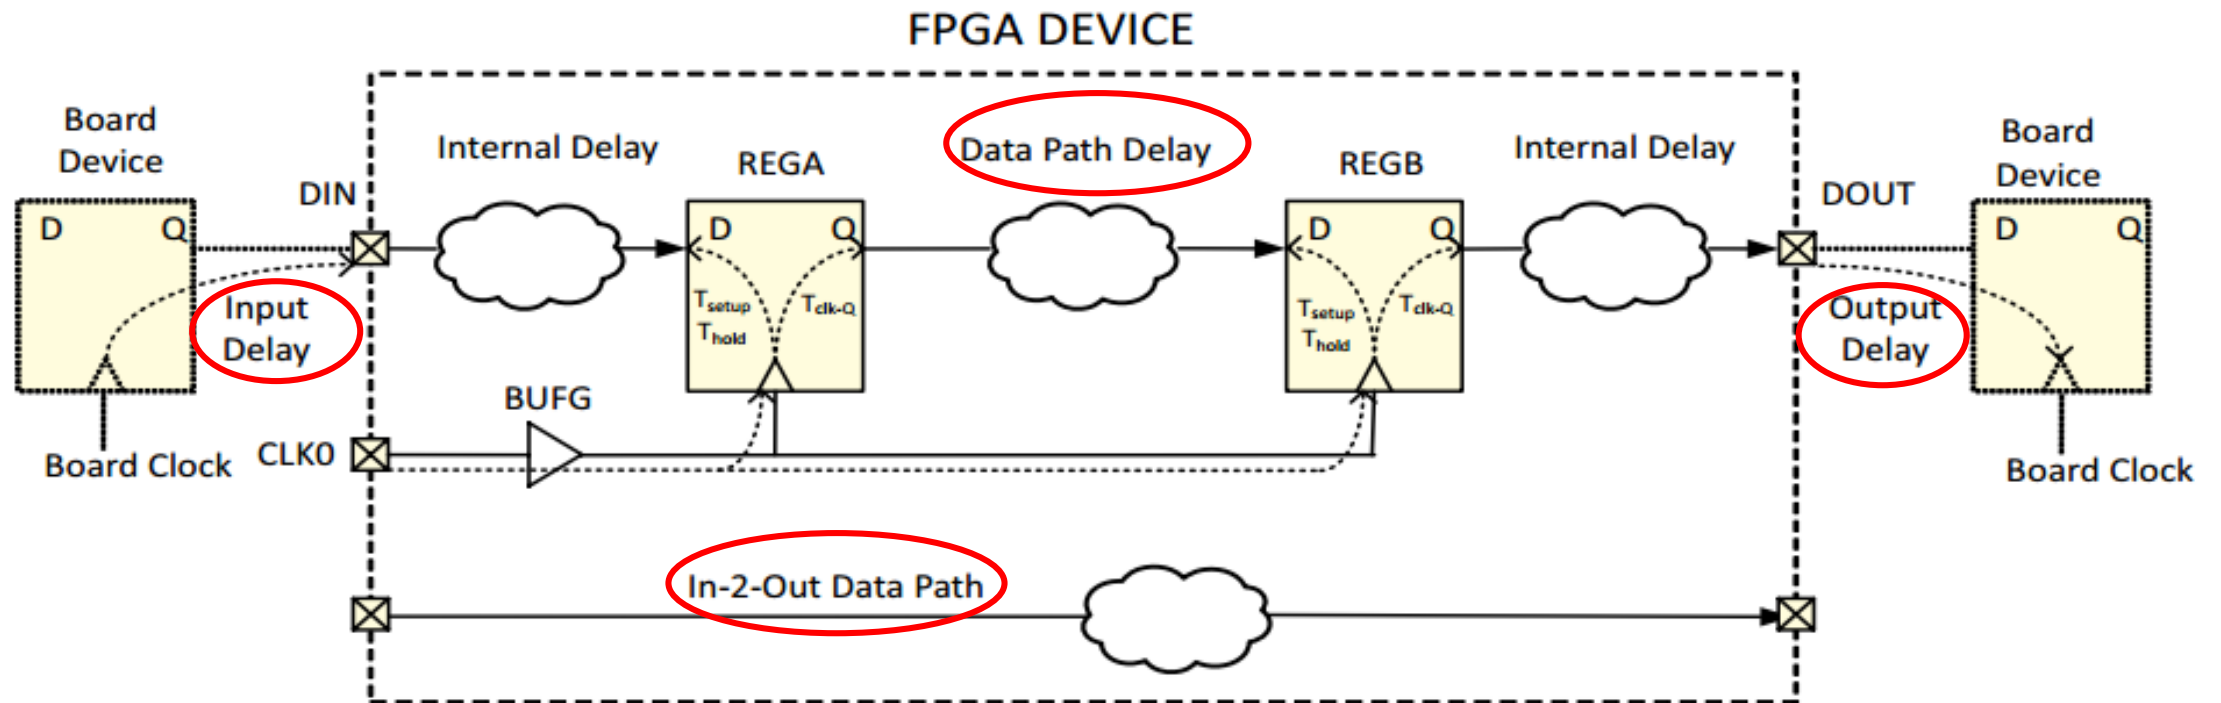 FPGA DEVICE
Board
Device
D Q
Input
Delay
Board Clock
DIN
Internal Delay
REGA
D Q
Tsetup
Thold
Tclk-Q
Data Path Delay
REGB
D Q
Tsetup
Thold
Tclk-Q
Internal Delay
DOUT
Board
Device
D Q
Output
Delay
Board Clock
CLK0
BUFG
In-2-Out Data Path